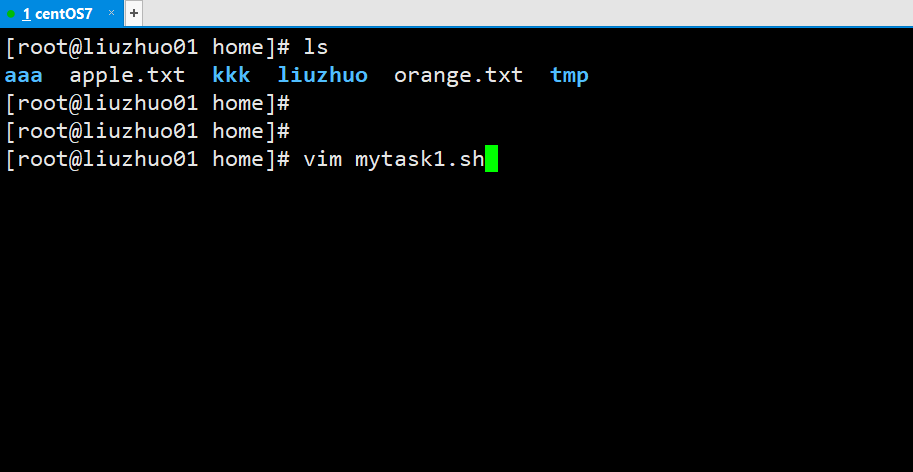 1 centOS7 × +
[root@liuzhuo01 home]# ls
aaa  apple.txt  kkk  liuzhuo  orange.txt  tmp
[root@liuzhuo01 home]#
[root@liuzhuo01 home]#
[root@liuzhuo01 home]# vim mytask1.sh